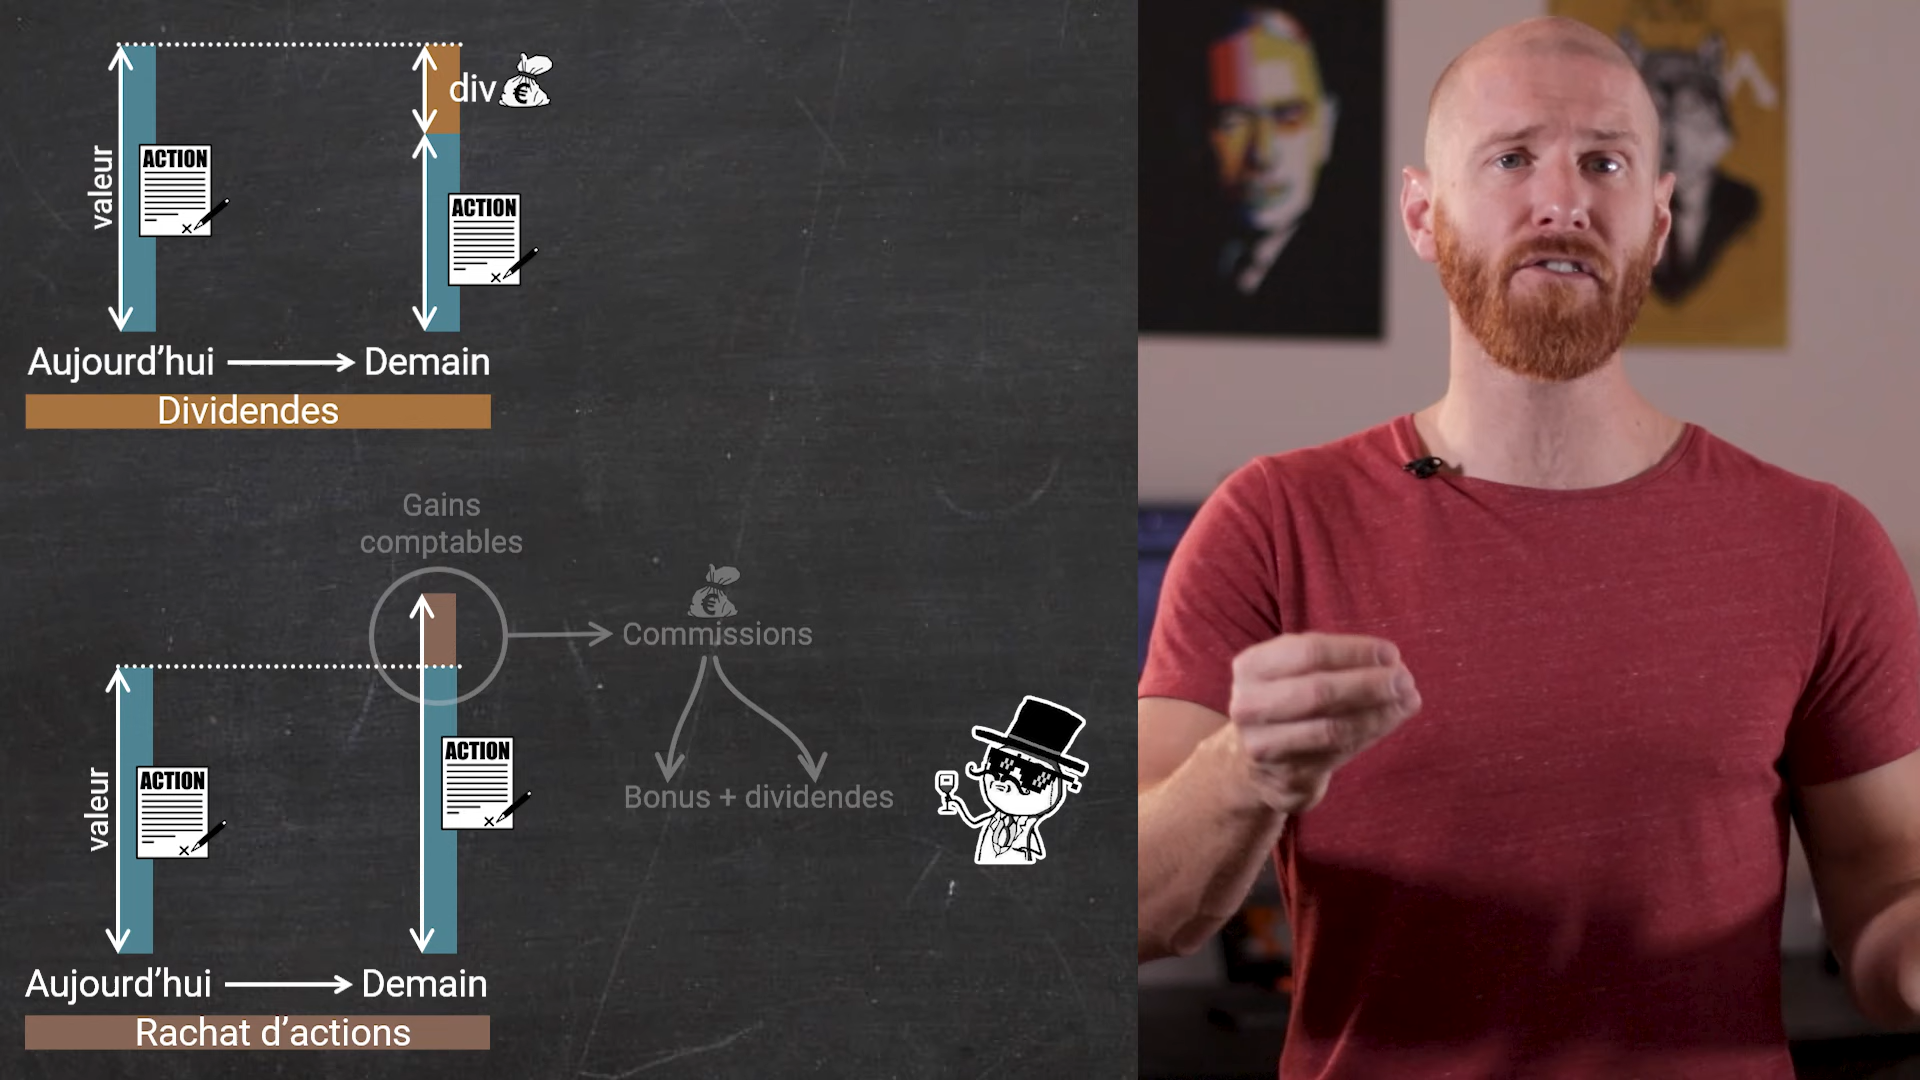 div
€
valeur
ACTION
ACTION
Aujourd’hui
Demain
Dividendes
Gains
comptables
€
Commissions
valeur
ACTION
ACTION
Bonus + dividendes
Aujourd’hui
Demain
Rachat d’actions